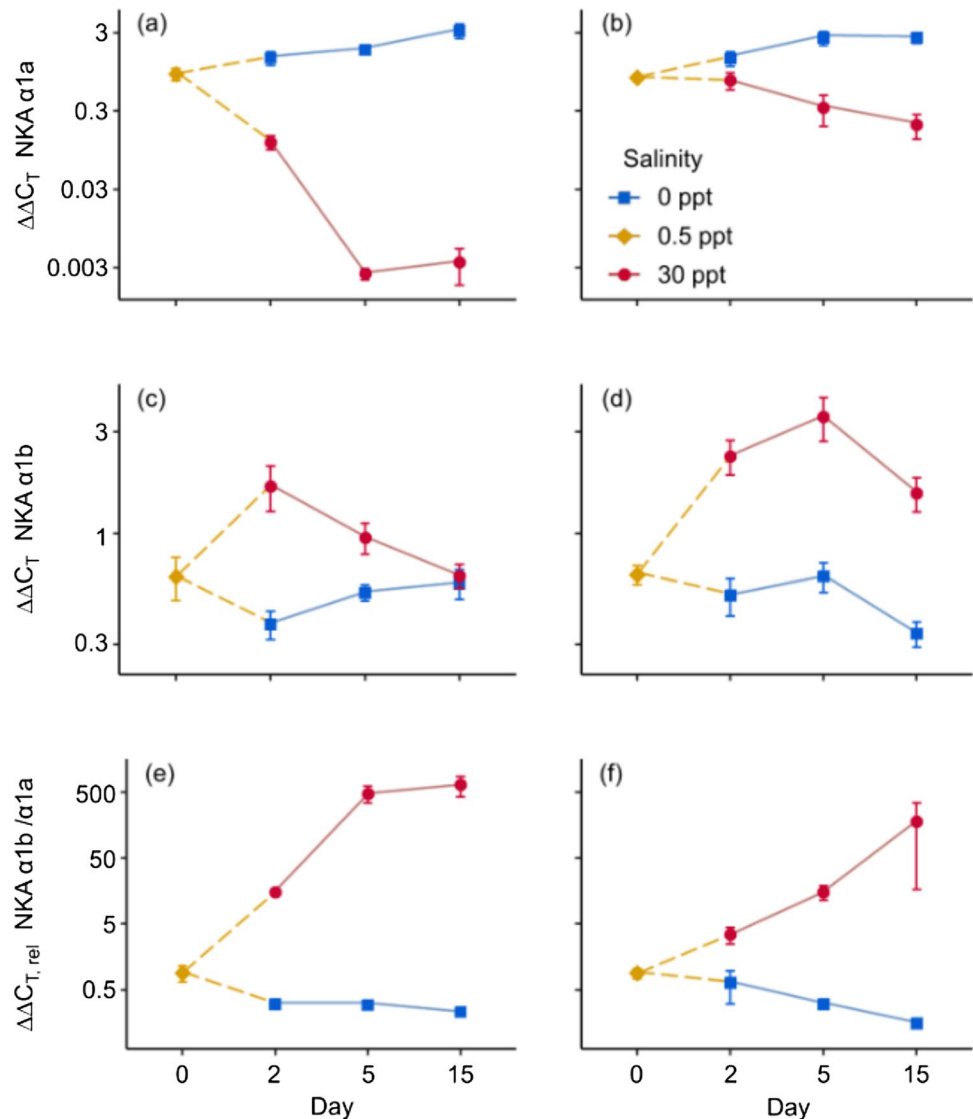 (a)
(b)
3
0.3
0.03
0.003
ΔΔC_T NKA α1a
Salinity
0 ppt
0.5 ppt
30 ppt
(c)
(d)
3
1
0.3
ΔΔC_T NKA α1b
(e)
(f)
500
50
5
0.5
ΔΔC_T, rel NKA α1b /α1a
0 2 5 15
0 2 5 15
Day
Day